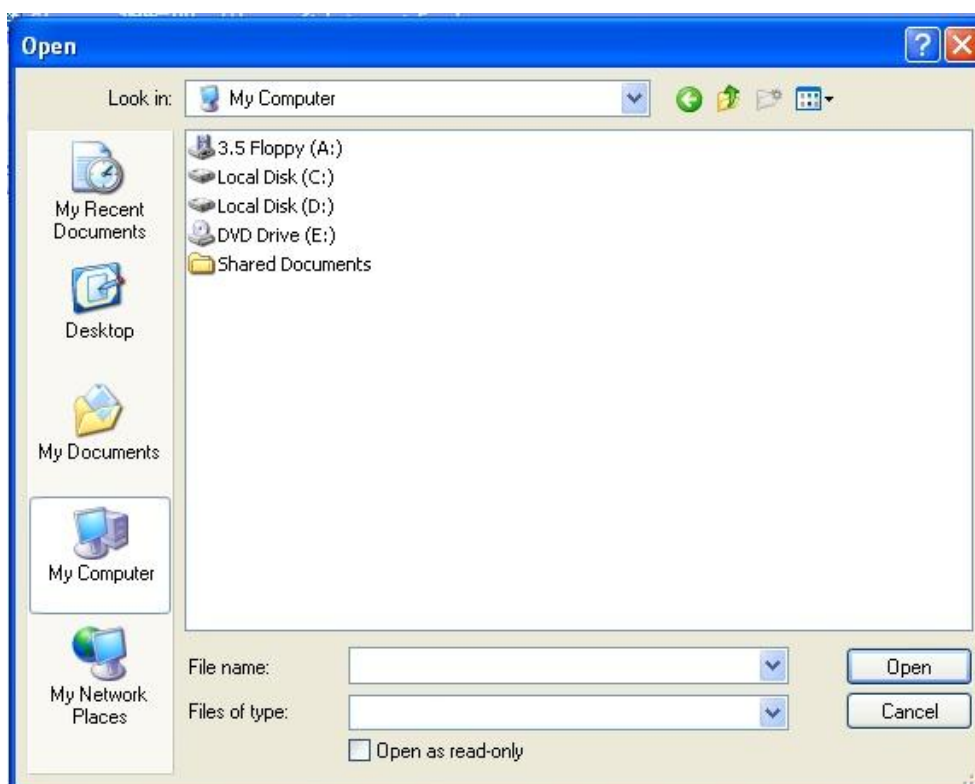 Open
Look in:
My Computer
3.5 Floppy (A:)
Local Disk (C:)
Local Disk (D:)
DVD Drive (E:)
Shared Documents
My Recent
Documents
Desktop
My Documents
My Computer
My Network
Places
File name:
Open
Files of type:
Cancel
Open as read-only